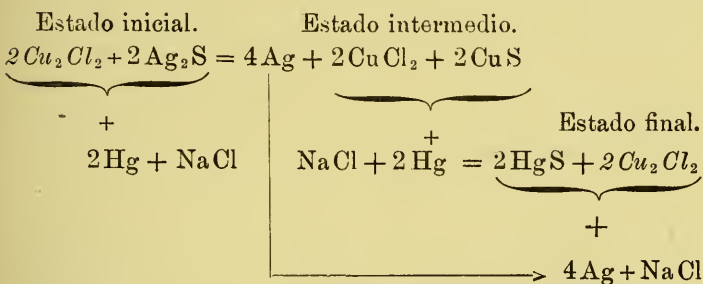 Estado inicial. Estado intermedio.
2Cu₂Cl₂ + 2Ag₂S = 4Ag + 2CuCl₂ + 2CuS
+ +
Estado final.
2Hg + NaCl NaCl + 2Hg = 2HgS + 2Cu₂Cl₂
+
4Ag + NaCl